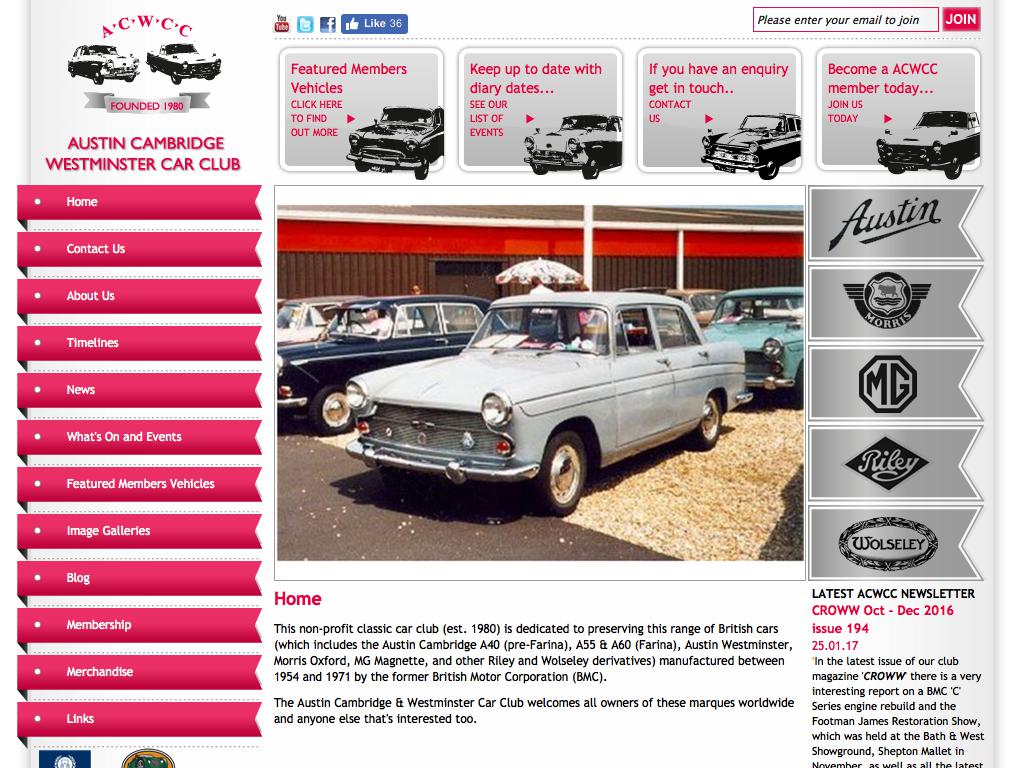 A·C·W·C·C
FOUNDED 1980
AUSTIN CAMBRIDGE
WESTMINSTER CAR CLUB
You
Tube
Like 36
Please enter your email to join
JOIN
Featured Members
Vehicles
CLICK HERE
TO FIND
OUT MORE
Keep up to date with
diary dates...
SEE OUR
LIST OF
EVENTS
If you have an enquiry
get in touch..
CONTACT
US
Become a ACWCC
member today...
JOIN US
TODAY
Home
Contact Us
About Us
Timelines
News
What's On and Events
Featured Members Vehicles
Image Galleries
Blog
Membership
Merchandise
Links
Austin
MORRIS
MG
Riley
WOLSELEY
Home
This non-profit classic car club (est. 1980) is dedicated to preserving this range of British cars
(which includes the Austin Cambridge A40 (pre-Farina), A55 & A60 (Farina), Austin Westminster,
Morris Oxford, MG Magnette, and other Riley and Wolseley derivatives) manufactured between
1954 and 1971 by the former British Motor Corporation (BMC).
The Austin Cambridge & Westminster Car Club welcomes all owners of these marques worldwide
and anyone else that's interested too.
LATEST ACWCC NEWSLETTER
CROWW Oct - Dec 2016
issue 194
25.01.17
'In the latest issue of our club
magazine 'CROWW' there is a very
interesting report on a BMC 'C'
Series engine rebuild and the
Footman James Restoration Show,
which was held at the Bath & West
Showground, Shepton Mallet in
November, as well as all the latest